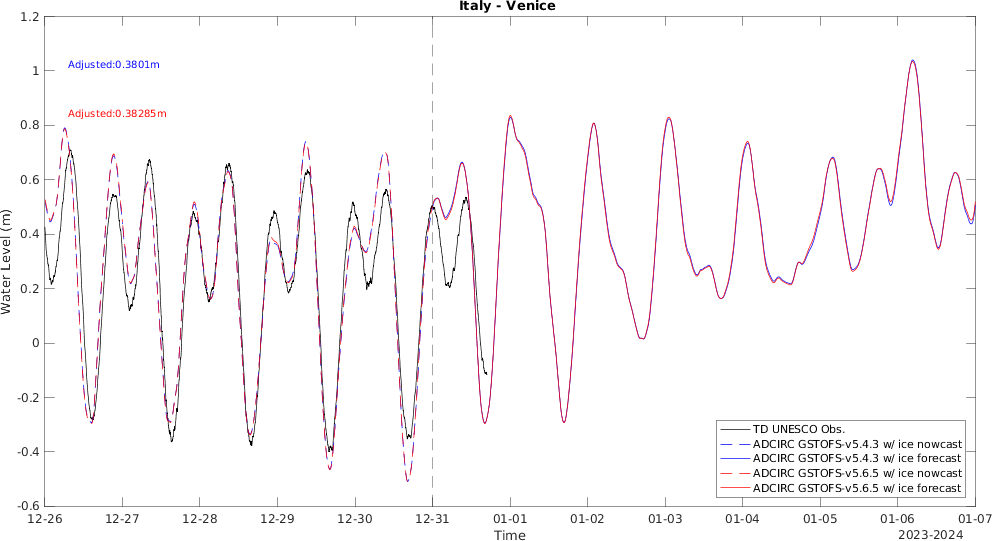 Italy - Venice
1.2
1
0.8
0.6
0.4
0.2
0
-0.2
-0.4
-0.6
Water Level (m)
Adjusted:0.3801m
Adjusted:0.38285m
TD UNESCO Obs.
ADCIRC GSTOFS-v5.4.3 w/ ice nowcast
ADCIRC GSTOFS-v5.4.3 w/ ice forecast
ADCIRC GSTOFS-v5.6.5 w/ ice nowcast
ADCIRC GSTOFS-v5.6.5 w/ ice forecast
12-26 12-27 12-28 12-29 12-30 12-31 01-01 01-02 01-03 01-04 01-05 01-06 01-07
Time
2023-2024